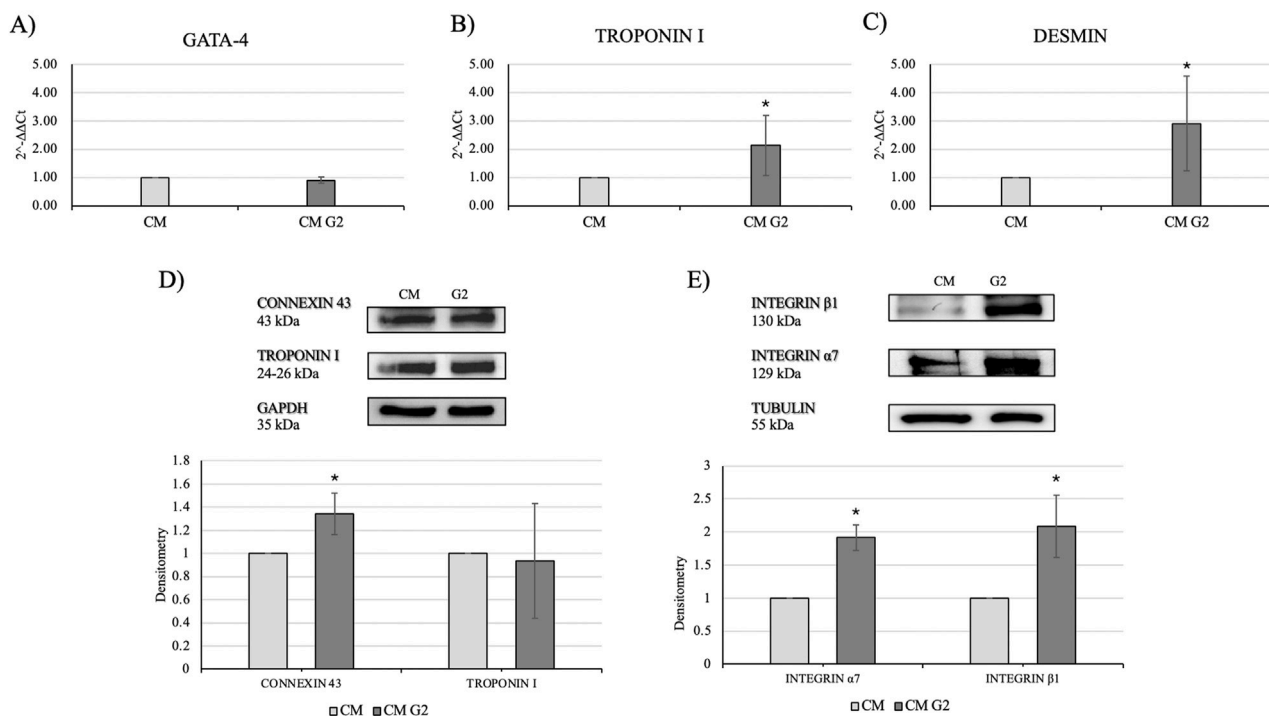 A)
GATA-4
5.00
4.00
3.00
2.00
1.00
0.00
2^-ΔΔCt
CM
CM G2
B)
TROPONIN I
5.00
4.00
3.00
2.00
1.00
0.00
2^-ΔΔCt
*
CM
CM G2
C)
DESMIN
5.00
4.00
3.00
2.00
1.00
0.00
2^-ΔΔCt
*
CM
CM G2
D)
CM G2
CONNEXIN 43
43 kDa
TROPONIN I
24-26 kDa
GAPDH
35 kDa
1.8
1.6
1.4
1.2
1
0.8
0.6
0.4
0.2
0
Densitometry
*
CONNEXIN 43
TROPONIN I
CM CM G2
E)
CM G2
INTEGRIN β1
130 kDa
INTEGRIN α7
129 kDa
TUBULIN
55 kDa
3
2.5
2
1.5
1
0.5
0
Densitometry
*
*
INTEGRIN α7
INTEGRIN β1
CM CM G2